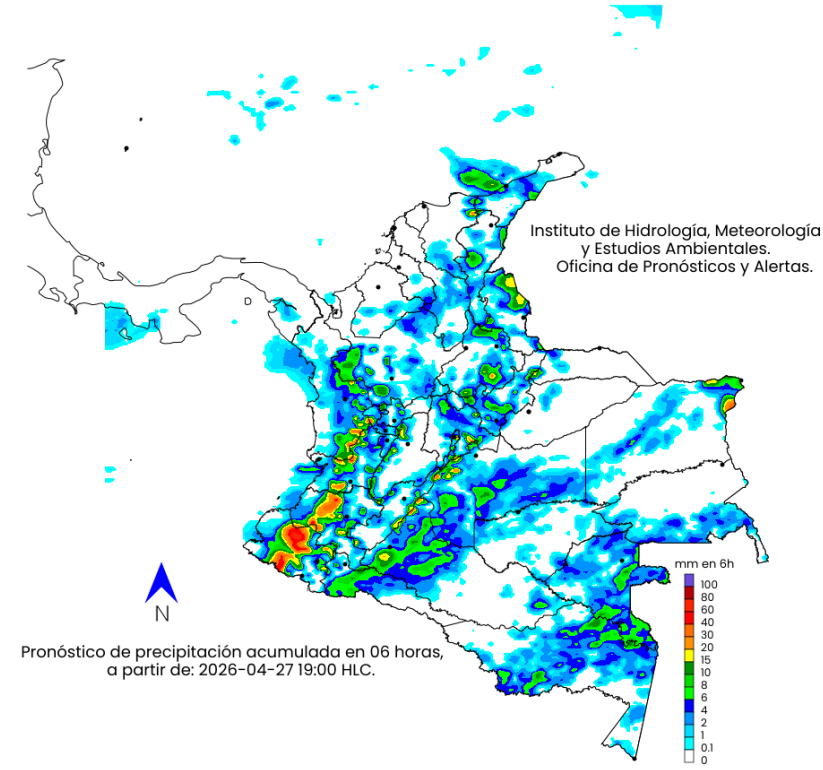 Instituto de Hidrología, Meteorología
y Estudios Ambientales.
Oficina de Pronósticos y Alertas.
mm en 6h
100
80
60
40
30
20
15
10
8
6
4
2
1
0.1
0
N
Pronóstico de precipitación acumulada en 06 horas,
a partir de: 2026-04-27 19:00 HLC.